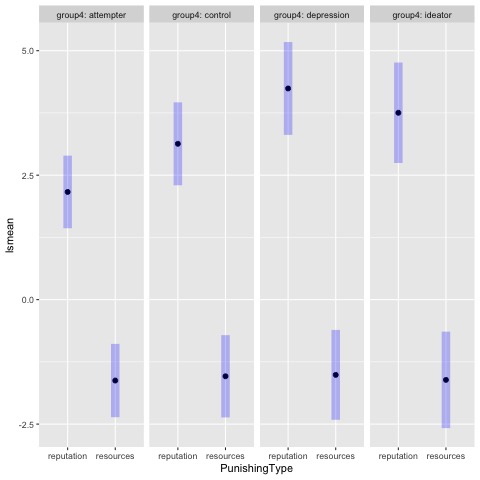 group4: attempter group4: control group4: depression group4: ideator
5.0
2.5
0.0
-2.5
lsmean
reputation resources reputation resources reputation resources reputation resources
PunishingType